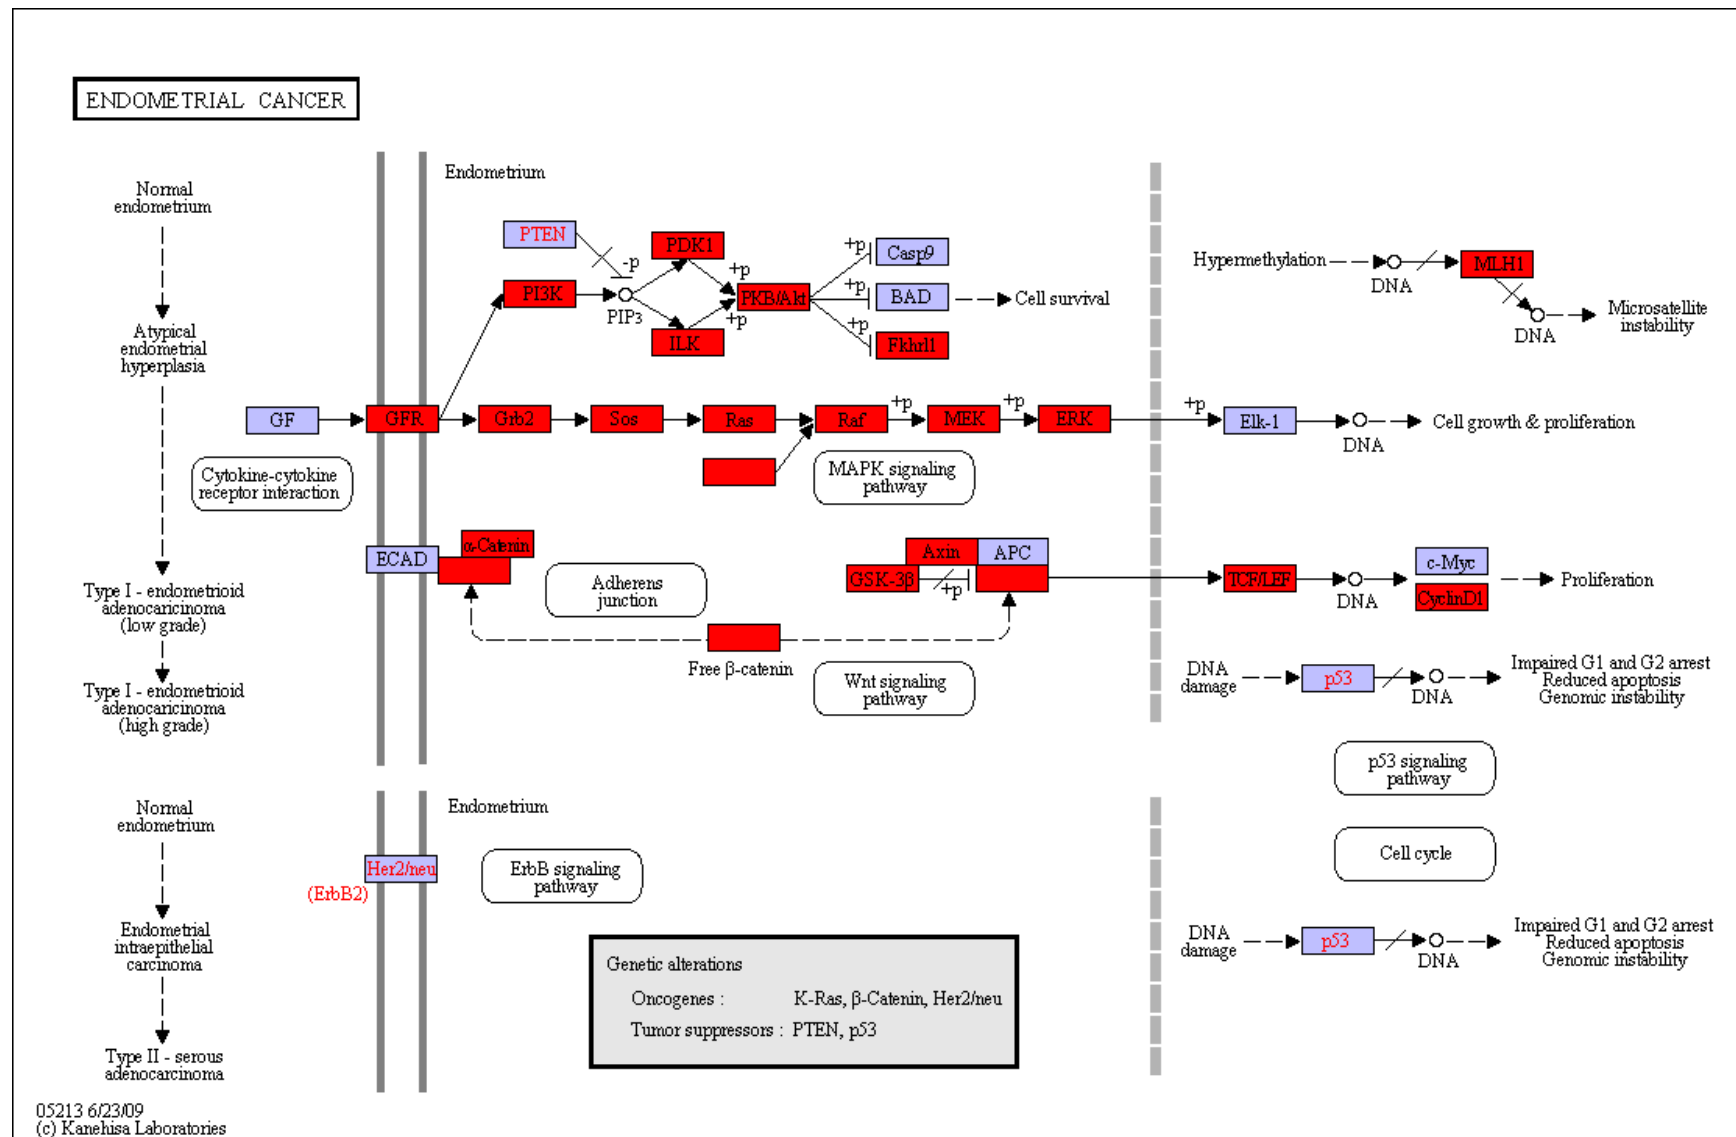 ENDOMETRIAL CANCER
Normal
endometrium
Atypical
endometrial
hyperplasia
Type I - endometrioid
adenocaricinoma
(low grade)
Type I - endometrioid
adenocaricinoma
(high grade)
Endometrium
PTEN
-p
PI3K
PIP3
PDK1
ILK
+p
+p
PKB/Akt
+p
+p
+p
Casp9
BAD
Fkhrl1
Cell survival
Hypermethylation
DNA
MLH1
DNA
Microsatellite
instability
GF
GFR
Grb2
Sos
Ras
Raf
+p
MEK
+p
ERK
+p
Elk-1
DNA
Cell growth & proliferation
Cytokine-cytokine
receptor interaction
MAPK signaling
pathway
ECAD
α-Catenin
Adherens
junction
Axin
APC
GSK-3β
+p
TCF/LEF
DNA
c-Myc
CyclinD1
Proliferation
Free β-catenin
Wnt signaling
pathway
DNA
damage
p53
DNA
Impaired G1 and G2 arrest
Reduced apoptosis
Genomic instability
p53 signaling
pathway
Cell cycle
Normal
endometrium
Endometrial
intraepithelial
carcinoma
Type II - serous
adenocarcinoma
Endometrium
Her2/neu
(ErbB2)
ErbB signaling
pathway
DNA
damage
p53
DNA
Impaired G1 and G2 arrest
Reduced apoptosis
Genomic instability
Genetic alterations
Oncogenes : K-Ras, β-Catenin, Her2/neu
Tumor suppressors : PTEN, p53
05213 6/23/09
(c) Kanehisa Laboratories